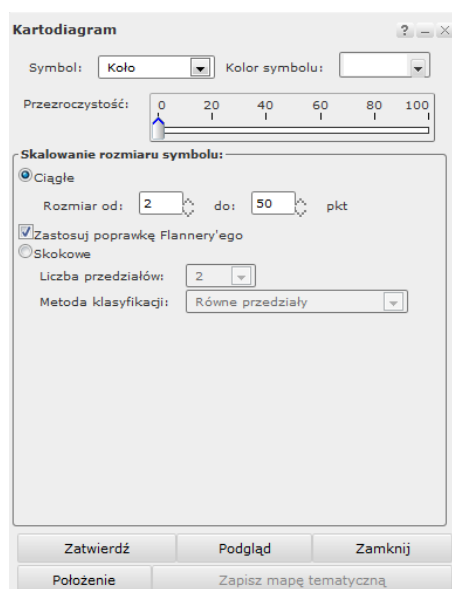 Kartodiagram ? – ×
Symbol: Koło Kolor symbolu:
Przezroczystość: 0 20 40 60 80 100
Skalowanie rozmiaru symbolu:
Ciągłe
Rozmiar od: 2 do: 50 pkt
Zastosuj poprawkę Flannery'ego
Skokowe
Liczba przedziałów: 2
Metoda klasyfikacji: Równe przedziały
Zatwierdź Podgląd Zamknij
Położenie Zapisz mapę tematyczną